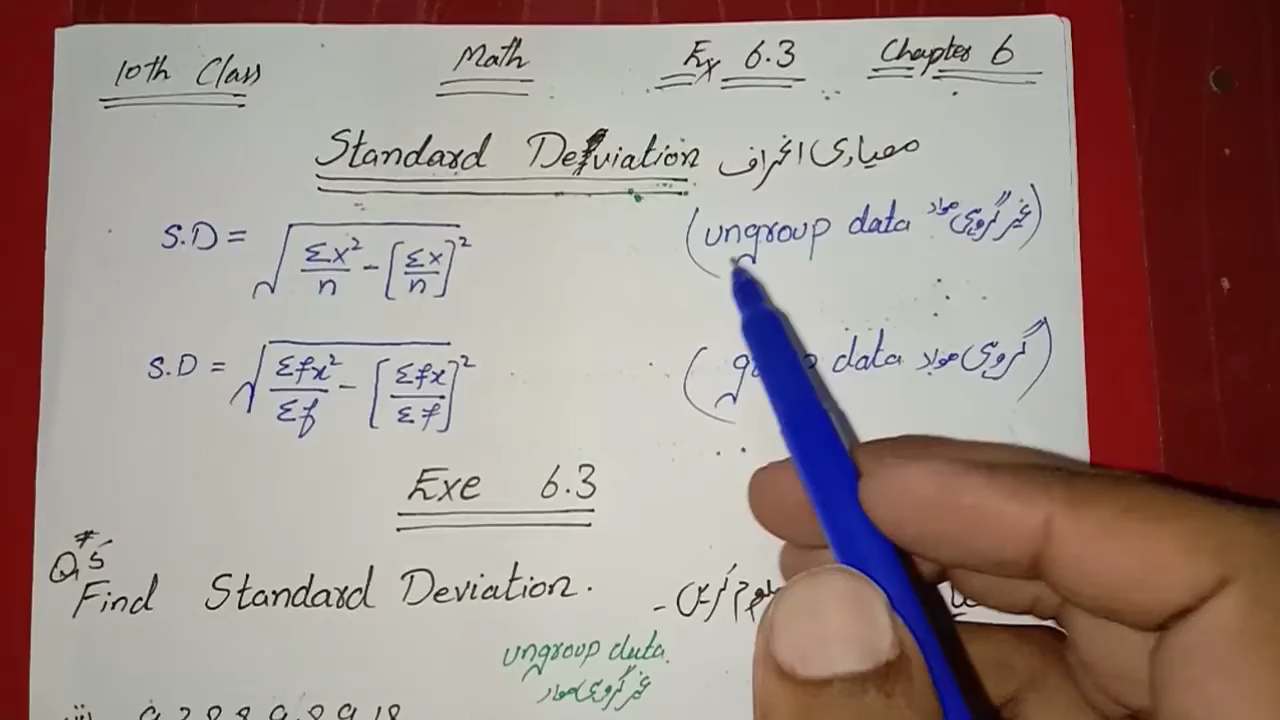 10th Class Math Ex 6.3 Chapter 6
Standard Deviation معیاری انحراف
S.D = √(Σx²/n - [Σx/n]²) (ungroup data غیر گروہی مواد)
S.D = √(Σfx²/Σf - [Σfx/Σf]²) data گروہی مواد)
Exe 6.3
Q#5
Find Standard Deviation. کریں -
ungroup data.
غیر گروہی مواد